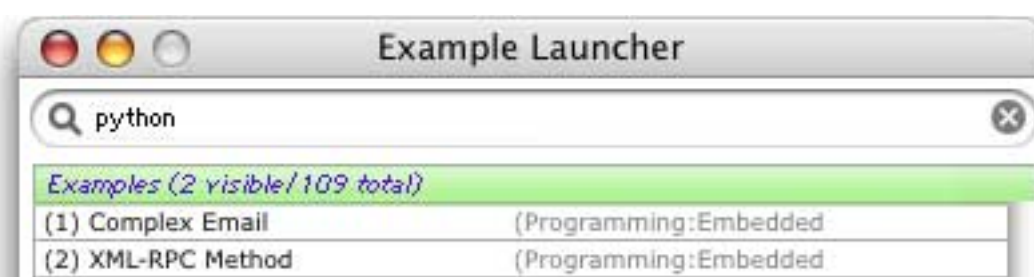 Example Launcher
python
Examples (2 visible/109 total)
(1) Complex Email (Programming:Embedded
(2) XML-RPC Method (Programming:Embedded